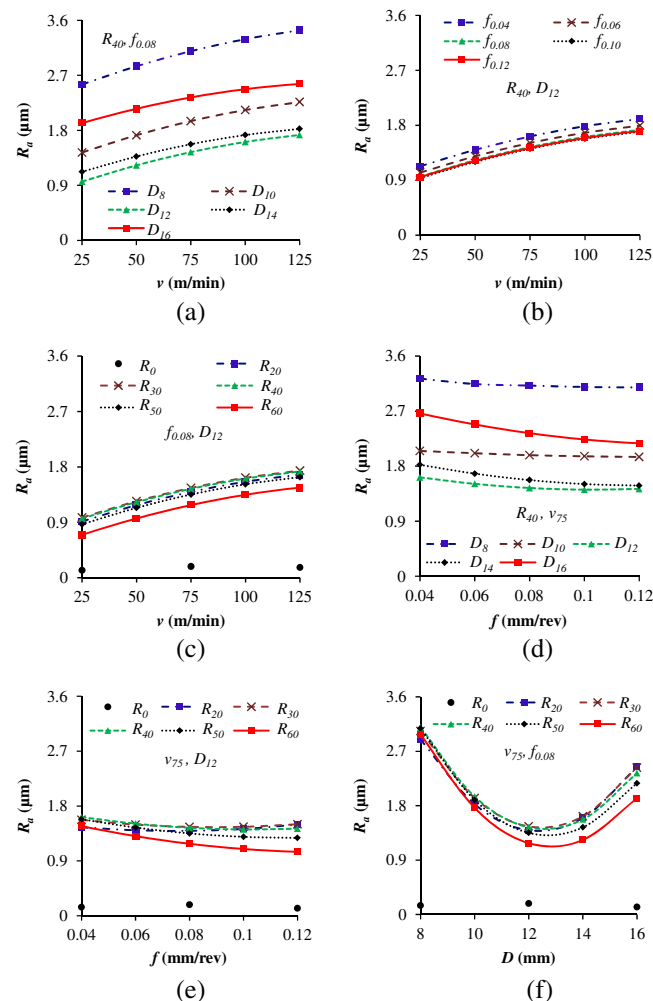 3.6
2.7
1.8
0.9
0
Rₐ (µm)
R₄₀, f₀.₀₈
D₈ D₁₀
D₁₂ D₁₄
D₁₆
25 50 75 100 125
v (m/min)
(a)
3.6
2.7
1.8
0.9
0
Rₐ (µm)
f₀.₀₄ f₀.₀₆
f₀.₀₈ f₀.₁₀
f₀.₁₂
R₄₀, D₁₂
25 50 75 100 125
v (m/min)
(b)
3.6
2.7
1.8
0.9
0
Rₐ (µm)
R₀ R₂₀
R₃₀ R₄₀
R₅₀ R₆₀
f₀.₀₈, D₁₂
25 50 75 100 125
v (m/min)
(c)
3.6
2.7
1.8
0.9
0
Rₐ (µm)
R₄₀, v₇₅
D₈ D₁₀ D₁₂
D₁₄ D₁₆
0.04 0.06 0.08 0.1 0.12
f (mm/rev)
(d)
3.6
2.7
1.8
0.9
0
Rₐ (µm)
R₀ R₂₀ R₃₀
R₄₀ R₅₀ R₆₀
v₇₅, D₁₂
0.04 0.06 0.08 0.1 0.12
f (mm/rev)
(e)
3.6
2.7
1.8
0.9
0
Rₐ (µm)
R₀ R₂₀ R₃₀
R₄₀ R₅₀ R₆₀
v₇₅, f₀.₀₈
8 10 12 14 16
D (mm)
(f)